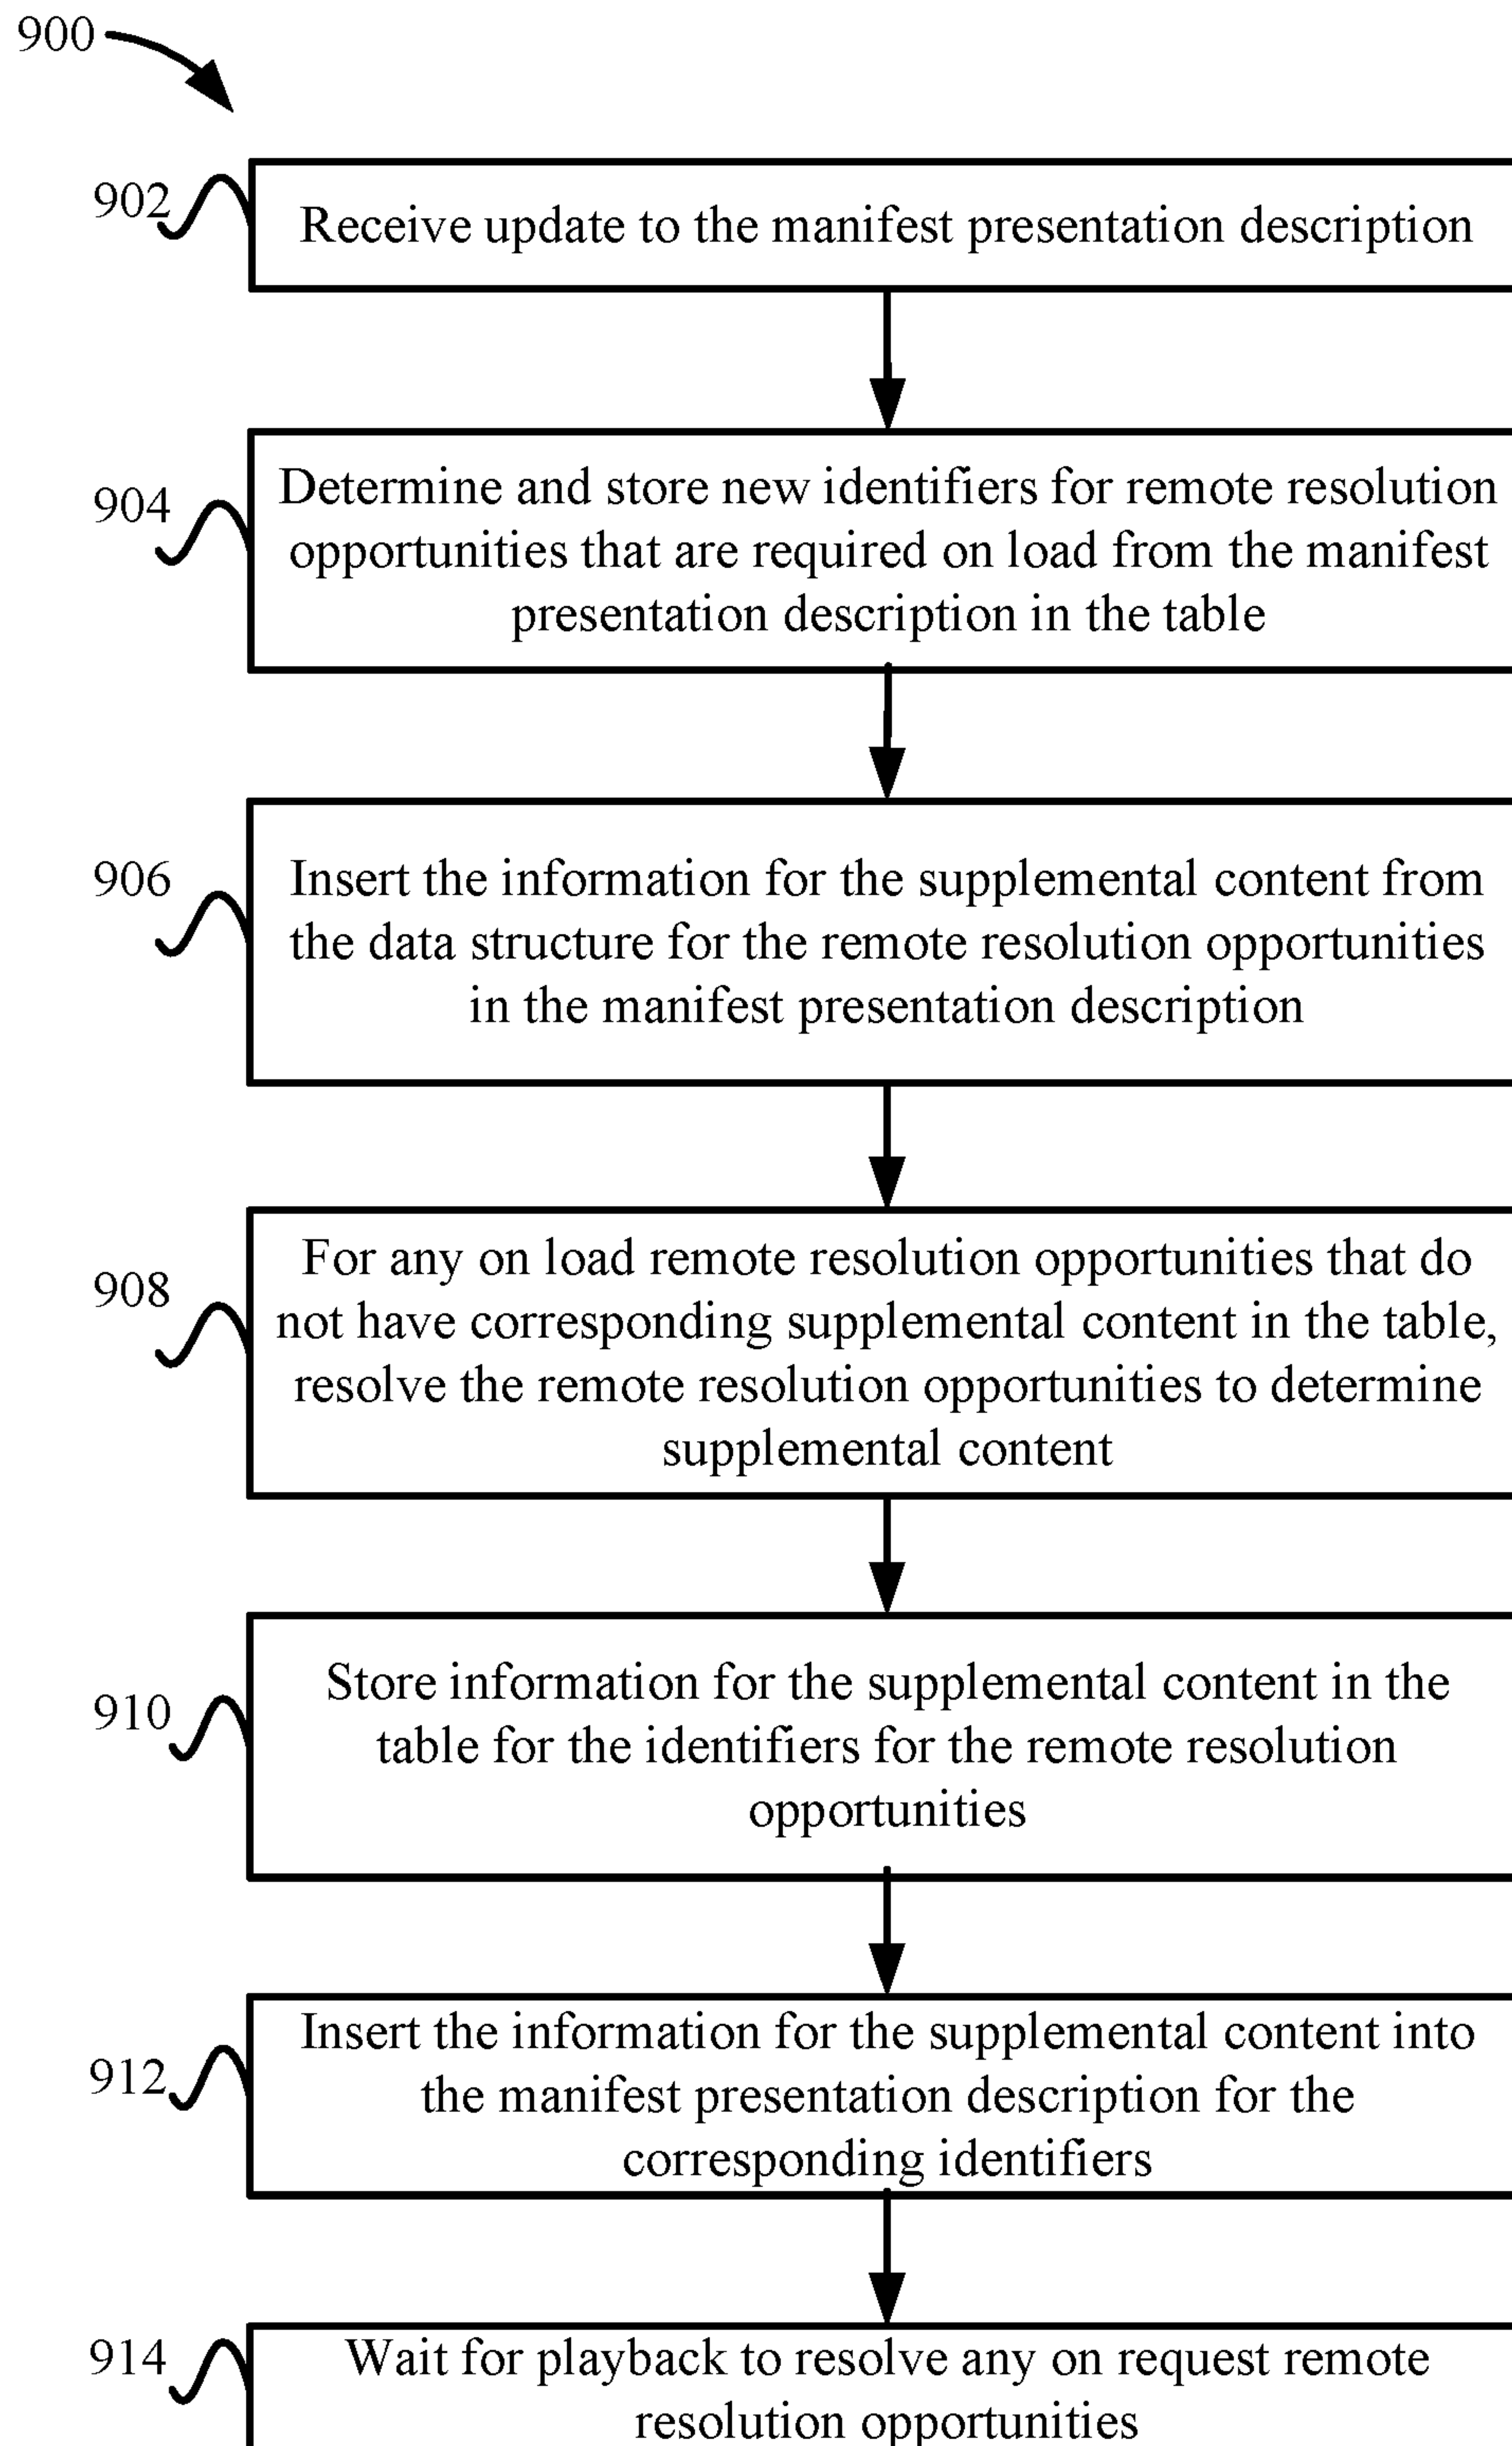 900
902
Receive update to the manifest presentation description
904
Determine and store new identifiers for remote resolution
opportunities that are required on load from the manifest
presentation description in the table
906
Insert the information for the supplemental content from
the data structure for the remote resolution opportunities
in the manifest presentation description
908
For any on load remote resolution opportunities that do
not have corresponding supplemental content in the table,
resolve the remote resolution opportunities to determine
supplemental content
910
Store information for the supplemental content in the
table for the identifiers for the remote resolution
opportunities
912
Insert the information for the supplemental content into
the manifest presentation description for the
corresponding identifiers
914
Wait for playback to resolve any on request remote
resolution opportunities